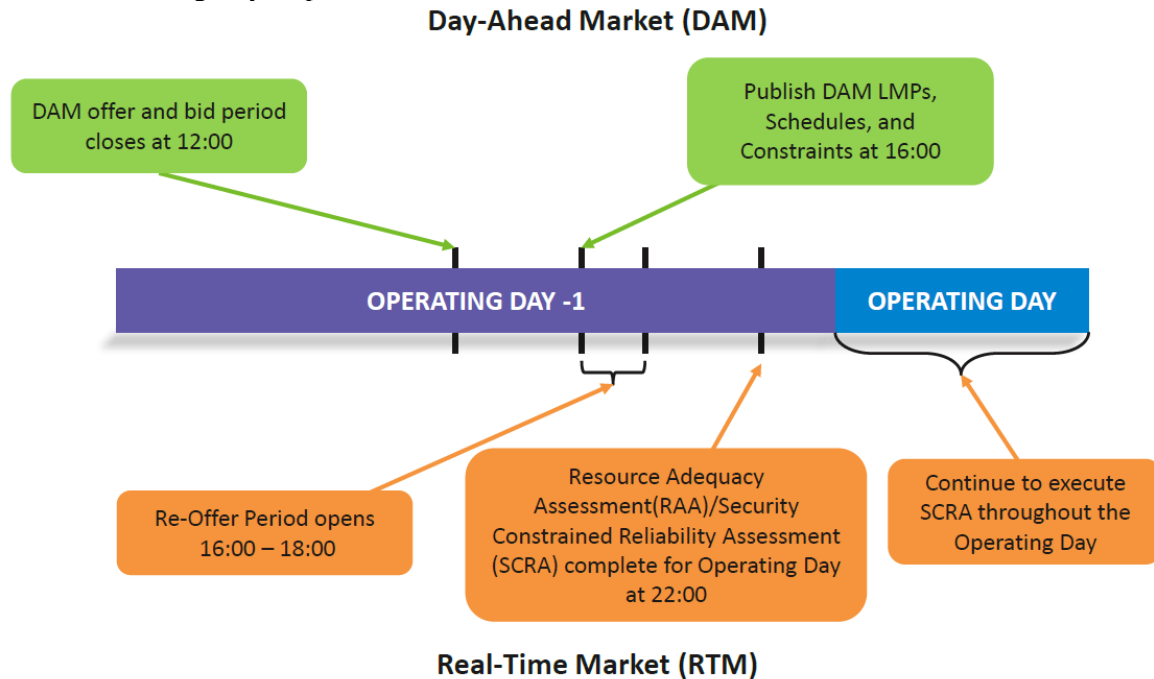 Day-Ahead Market (DAM)
DAM offer and bid period
closes at 12:00
Publish DAM LMPs,
Schedules, and
Constraints at 16:00
OPERATING DAY -1
OPERATING DAY
Re-Offer Period opens
16:00 – 18:00
Resource Adequacy
Assessment(RAA)/Security
Constrained Reliability Assessment
(SCRA) complete for Operating Day
at 22:00
Continue to execute
SCRA throughout the
Operating Day
Real-Time Market (RTM)